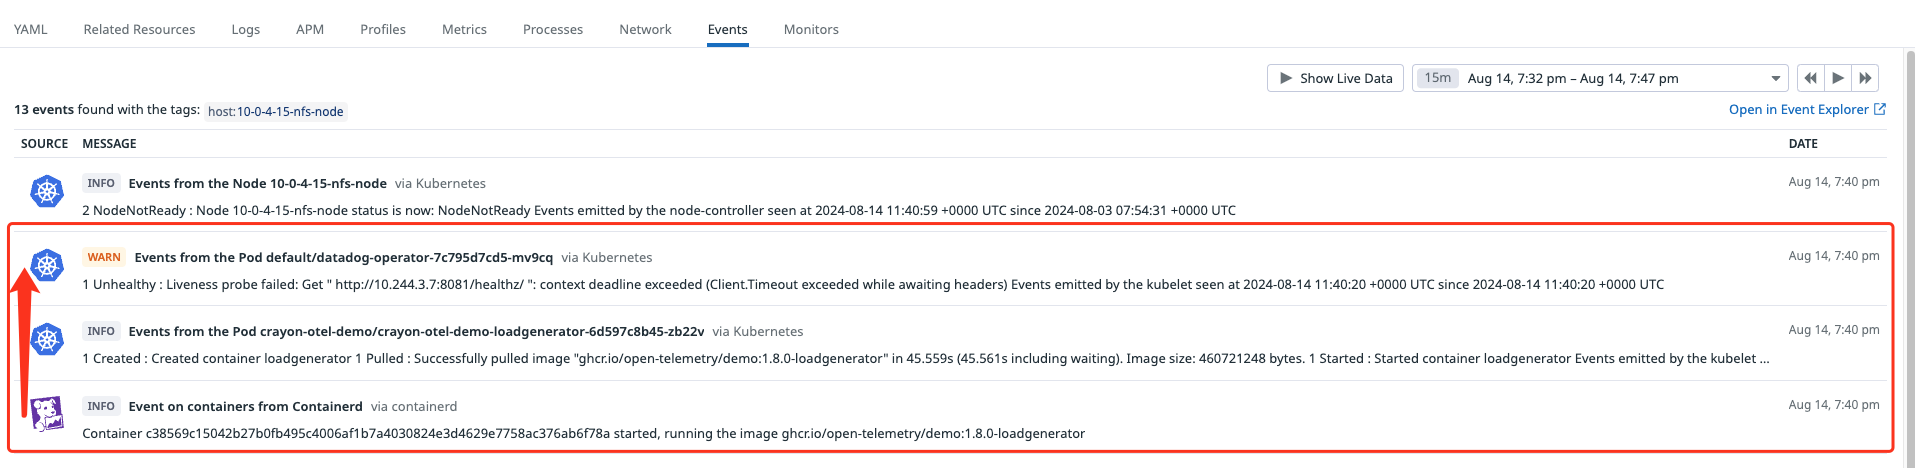 YAML Related Resources Logs APM Profiles Metrics Processes Network Events Monitors
Show Live Data 15m Aug 14, 7:32 pm – Aug 14, 7:47 pm
13 events found with the tags: host:10-0-4-15-nfs-node Open in Event Explorer
SOURCE MESSAGE DATE
INFO Events from the Node 10-0-4-15-nfs-node via Kubernetes Aug 14, 7:40 pm
2 NodeNotReady : Node 10-0-4-15-nfs-node status is now: NodeNotReady Events emitted by the node-controller seen at 2024-08-14 11:40:59 +0000 UTC since 2024-08-03 07:54:31 +0000 UTC
WARN Events from the Pod default/datadog-operator-7c795d7cd5-mv9cq via Kubernetes Aug 14, 7:40 pm
1 Unhealthy : Liveness probe failed: Get " http://10.244.3.7:8081/healthz/ ": context deadline exceeded (Client.Timeout exceeded while awaiting headers) Events emitted by the kubelet seen at 2024-08-14 11:40:20 +0000 UTC since 2024-08-14 11:40:20 +0000 UTC
INFO Events from the Pod crayon-otel-demo/crayon-otel-demo-loadgenerator-6d597c8b45-zb22v via Kubernetes Aug 14, 7:40 pm
1 Created : Created container loadgenerator 1 Pulled : Successfully pulled image "ghcr.io/open-telemetry/demo:1.8.0-loadgenerator" in 45.559s (45.561s including waiting). Image size: 460721248 bytes. 1 Started : Started container loadgenerator Events emitted by the kubelet ...
INFO Event on containers from Containerd via containerd Aug 14, 7:40 pm
Container c38569c15042b27b0fb495c4006af1b7a4030824e3d4629e7758ac376ab6f78a started, running the image ghcr.io/open-telemetry/demo:1.8.0-loadgenerator